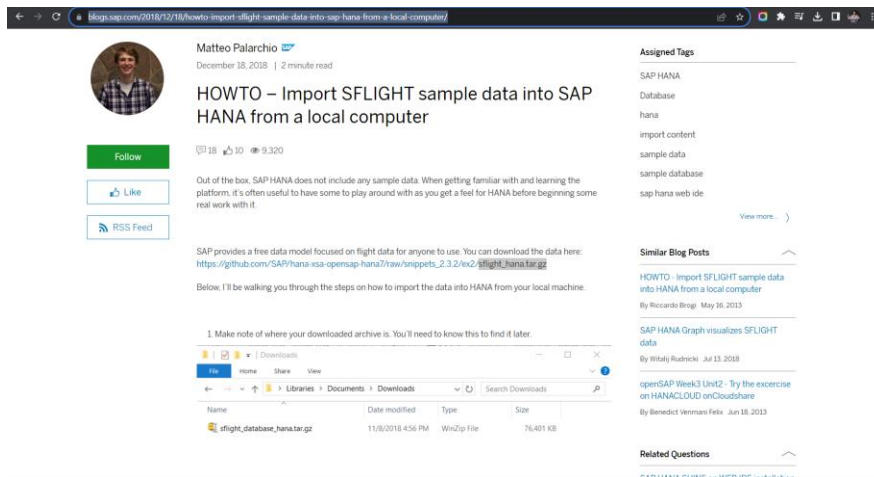 blogs.sap.com/2018/12/18/howto-import-sflight-sample-data-into-sap-hana-from-a-local-computer/
Matteo Palarchio SAP
December 18, 2018 | 2 minute read
HOWTO – Import SFLIGHT sample data into SAP
HANA from a local computer
18 10 9,320
Follow
Like
RSS Feed
Out of the box, SAP HANA does not include any sample data. When getting familiar with and learning the
platform, it's often useful to have some to play around with as you get a feel for HANA before beginning some
real work with it.
SAP provides a free data model focused on flight data for anyone to use. You can download the data here:
https://github.com/SAP/hana-xsa-opensap-hana7/raw/snippets_2.3.2/ex2/sflight_hana.tar.gz
Below, I'll be walking you through the steps on how to import the data into HANA from your local machine.
1. Make note of where your downloaded archive is. You'll need to know this to find it later.
Downloads
File Home Share View
Libraries > Documents > Downloads
Search Downloads
Name Date modified Type Size
sflight_database_hana.tar.gz 11/8/2018 4:56 PM WinZip File 76,401 KB
Assigned Tags
SAP HANA
Database
hana
import content
sample data
sample database
sap hana web ide
View more...
Similar Blog Posts
HOWTO - Import SFLIGHT sample data
into HANA from a local computer
By Riccardo Brogi May 16, 2013
SAP HANA Graph visualizes SFLIGHT
data
By Witalij Rudnicki Jul 13, 2018
openSAP Week3 Unit2 - Try the excercise
on HANACLOUD onCloudshare
By Benedict Venmani Felix Jun 18, 2013
Related Questions